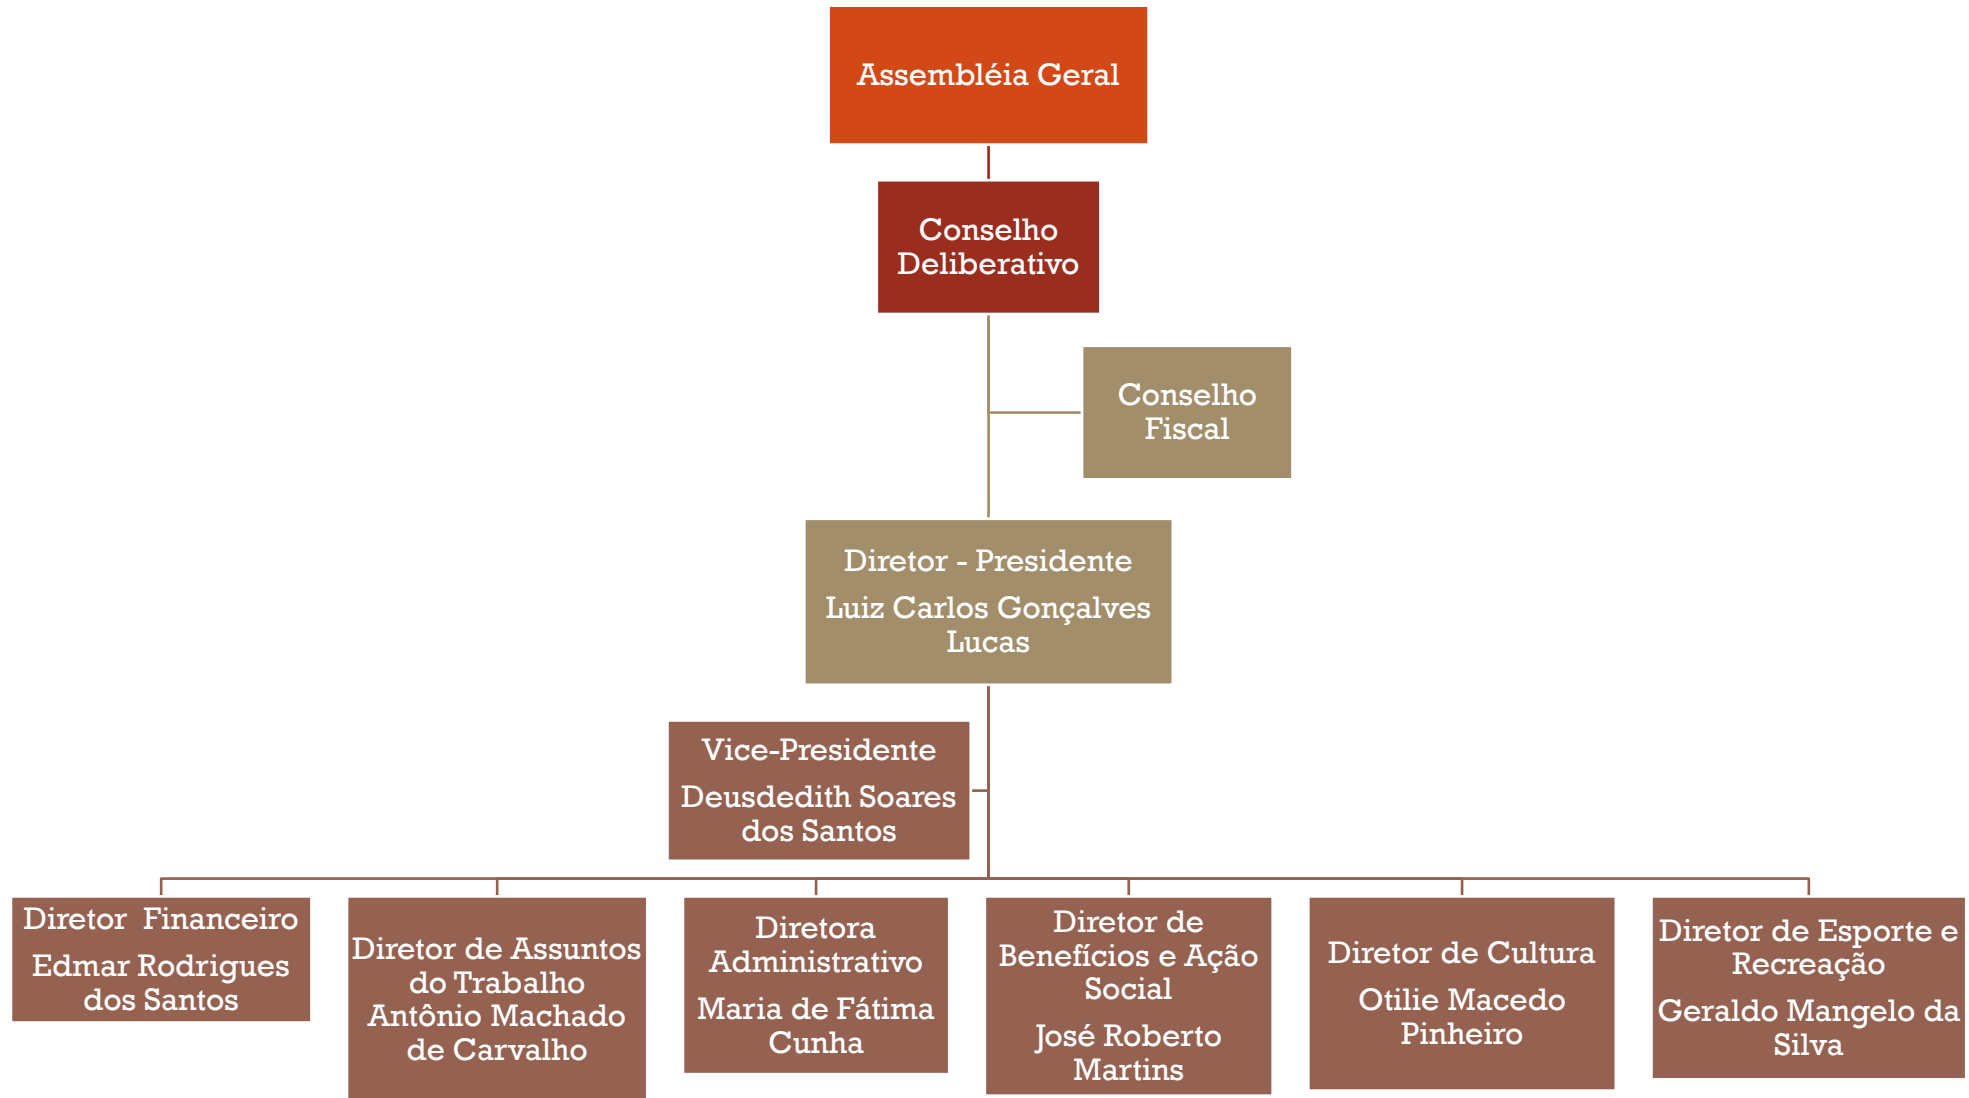 Assembléia Geral
Conselho
Deliberativo
Conselho
Fiscal
Diretor - Presidente
Luiz Carlos Gonçalves
Lucas
Vice-Presidente
Deusdedith Soares
dos Santos
Diretor  Financeiro
Edmar Rodrigues
dos Santos
Diretor de Assuntos
do Trabalho
Antônio Machado
de Carvalho
Diretora
Administrativo
Maria de Fátima
Cunha
Diretor de
Benefícios e Ação
Social
José Roberto
Martins
Diretor de Cultura
Otilie Macedo
Pinheiro
Diretor de Esporte e
Recreação
Geraldo Mangelo da
Silva